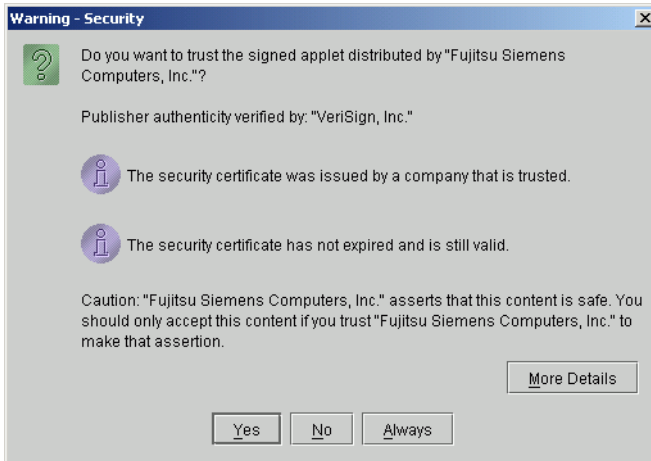 Warning - Security
Do you want to trust the signed applet distributed by "Fujitsu Siemens
Computers, Inc."?
Publisher authenticity verified by: "VeriSign, Inc."
The security certificate was issued by a company that is trusted.
The security certificate has not expired and is still valid.
Caution: "Fujitsu Siemens Computers, Inc." asserts that this content is safe. You
should only accept this content if you trust "Fujitsu Siemens Computers, Inc." to
make that assertion.
More Details
Yes No Always